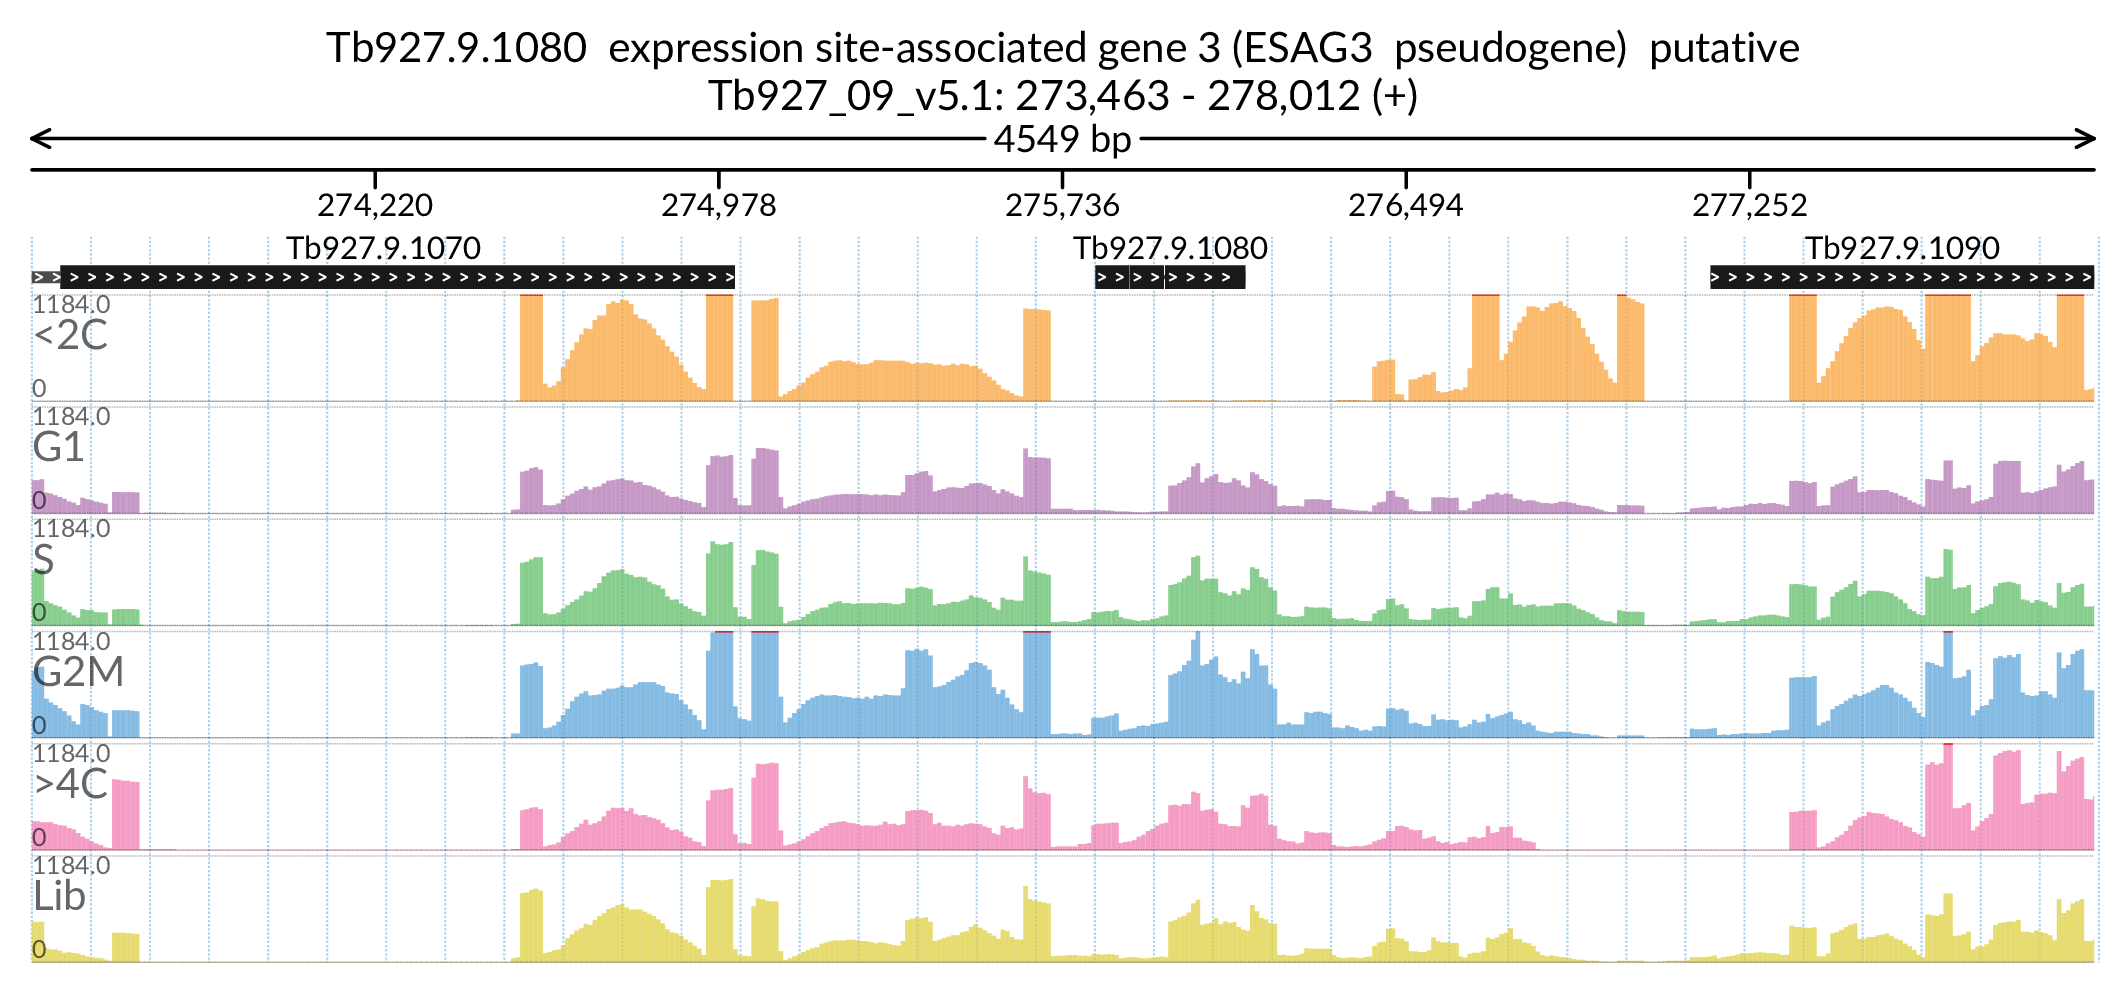 Tb927.9.1080 expression site-associated gene 3 (ESAG3 pseudogene) putative
Tb927_09_v5.1: 273,463 - 278,012 (+)
4549 bp
274,220 274,978 275,736 276,494 277,252
Tb927.9.1070 Tb927.9.1080 Tb927.9.1090
1184.0
<2C
0
1184.0
G1
0
1184.0
S
0
1184.0
G2M
0
1184.0
>4C
0
1184.0
Lib
0